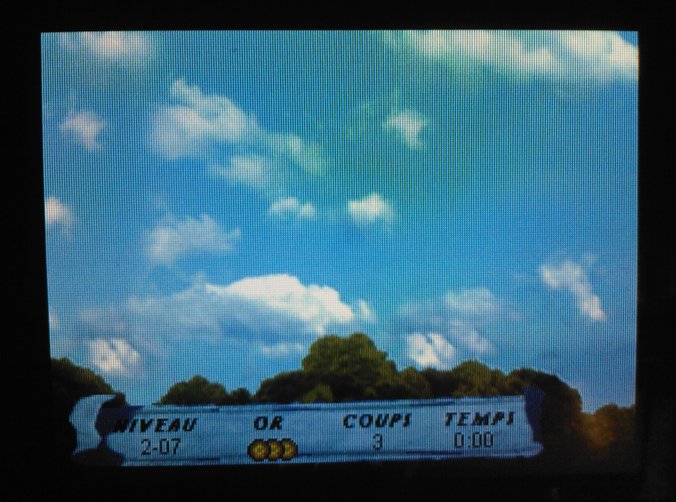 NIVEAU OR COUPS TEMPS
2-07 3 0:00